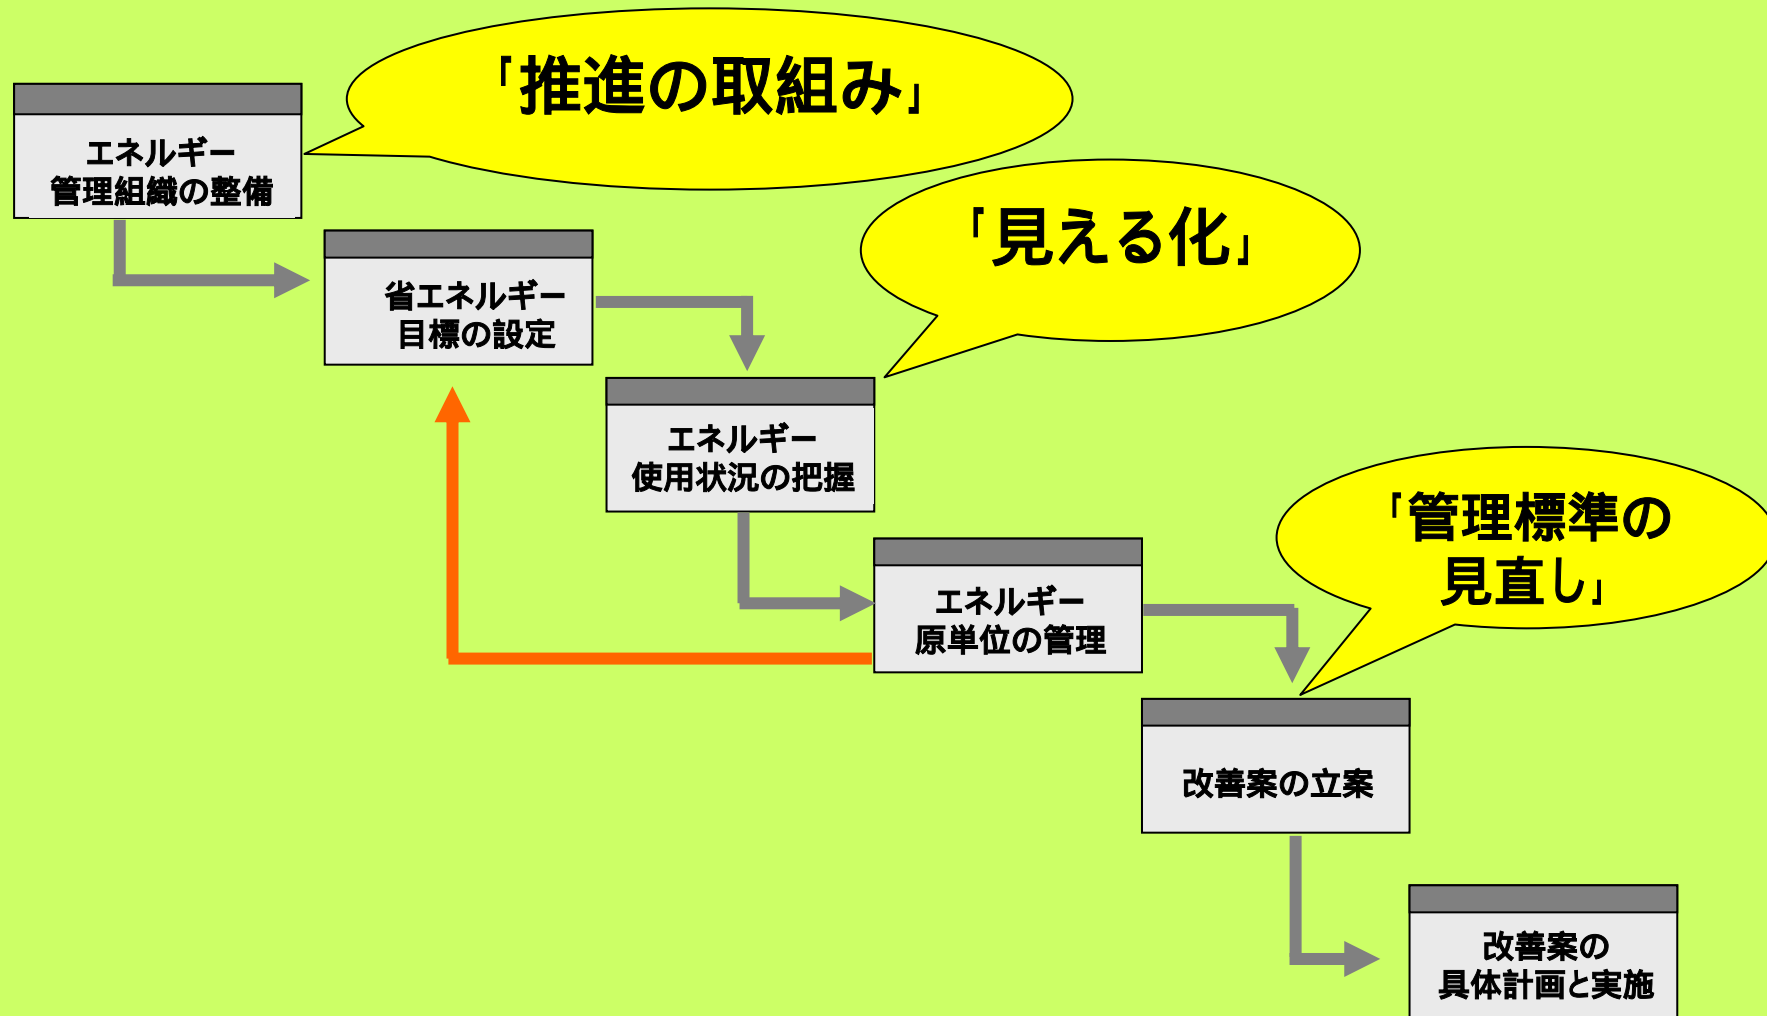 「推進の取組み」
エネルギー
管理組織の整備
「見える化」
省エネルギー
目標の設定
エネルギー
使用状況の把握
「管理標準の
見直し」
エネルギー
原単位の管理
改善案の立案
改善案の
具体計画と実施